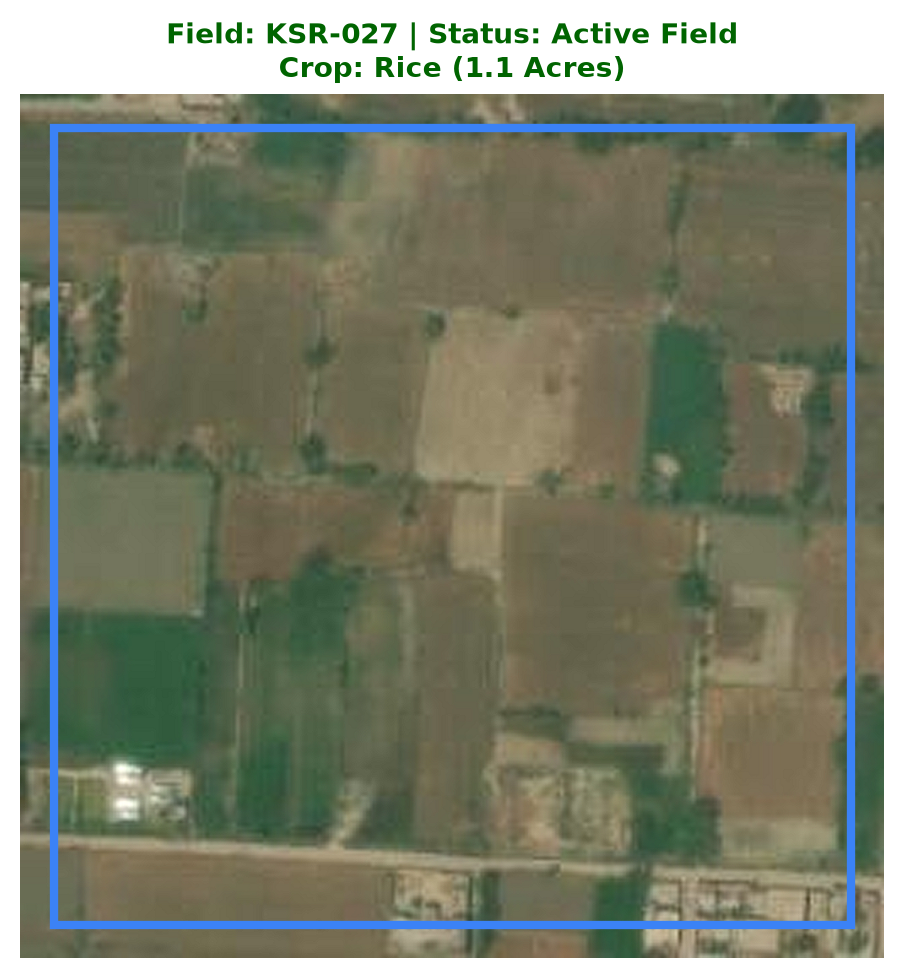 Field: KSR-027 | Status: Active Field
Crop: Rice (1.1 Acres)